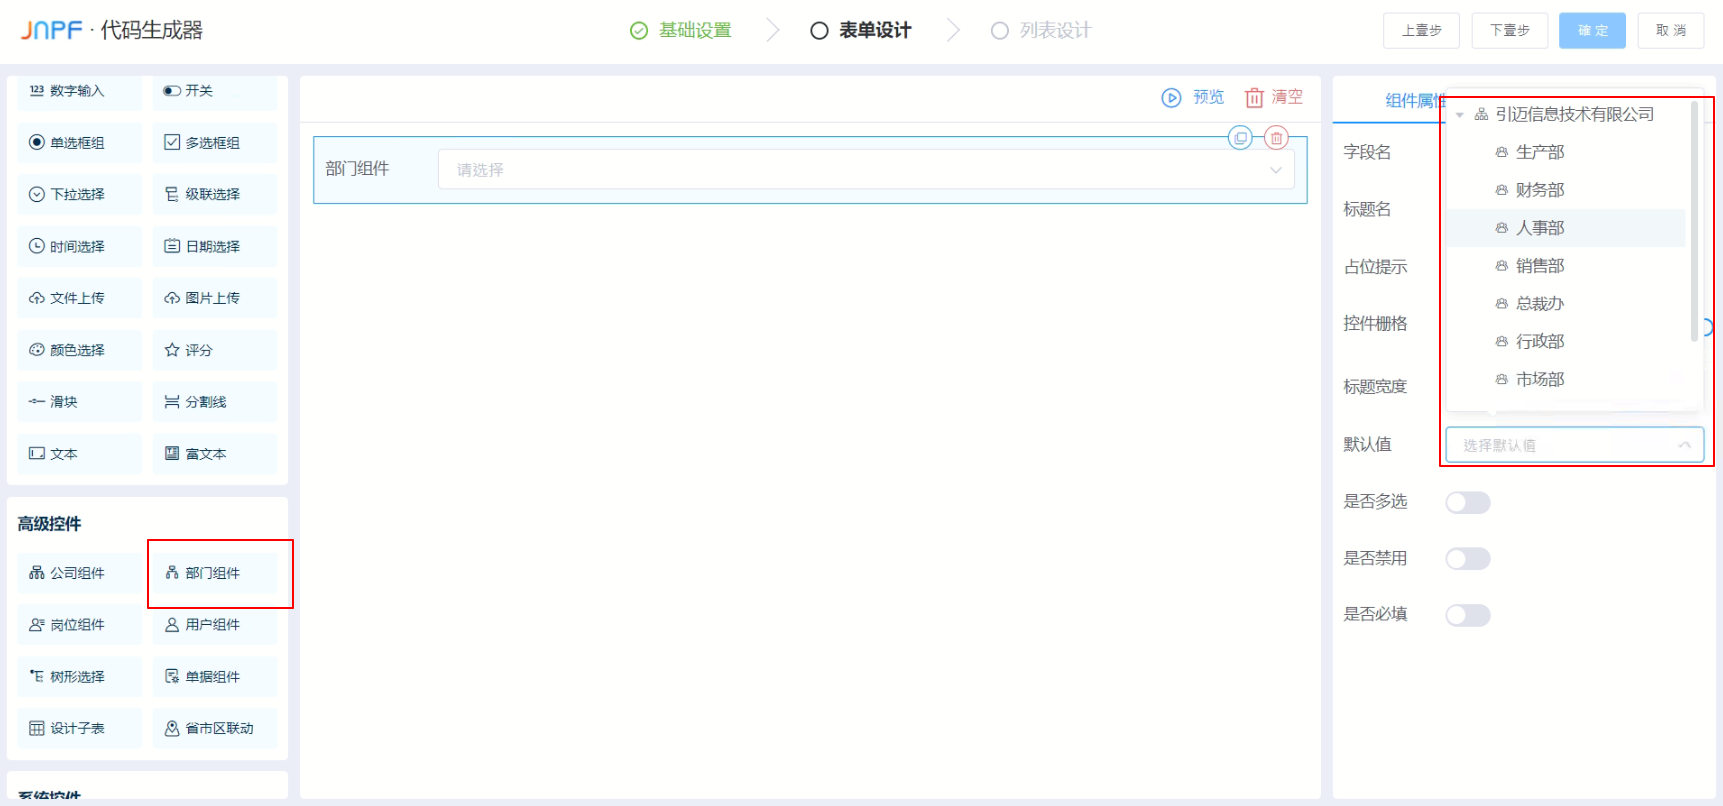 JNPF · 代码生成器
基础设置
表单设计
列表设计
上壹步
下壹步
確定
取消
123 数字输入
开关
单选框组
多选框组
下拉选择
级联选择
时间选择
日期选择
文件上传
图片上传
颜色选择
评分
滑块
分割线
文本
富文本
高级控件
公司组件
部门组件
岗位组件
用户组件
树形选择
单据组件
设计子表
省市区联动
系统控件
预览
清空
部门组件
请选择
组件属性
字段名
标题名
占位提示
控件栅格
标题宽度
默认值
选择默认值
是否多选
是否禁用
是否必填
引迈信息技术有限公司
生产部
财务部
人事部
销售部
总裁办
行政部
市场部